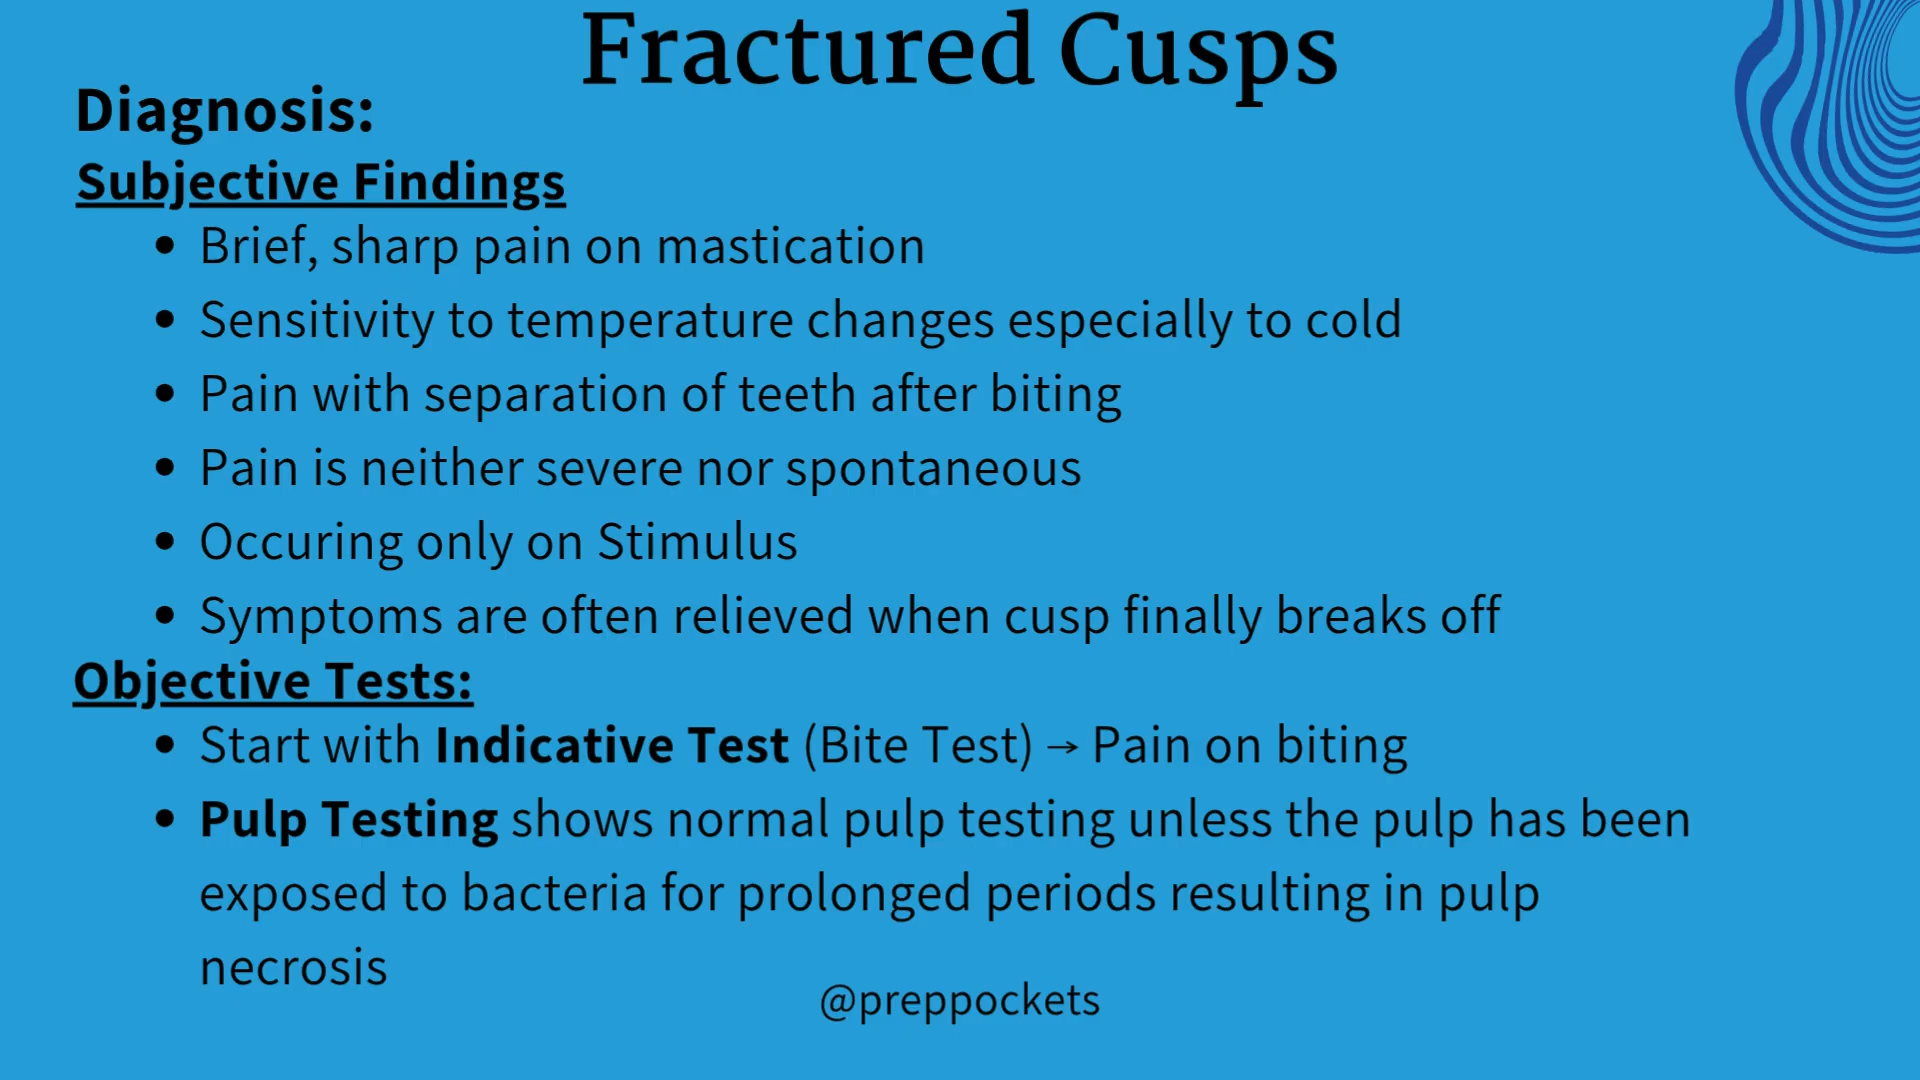 Fractured Cusps
Diagnosis:
Subjective Findings
• Brief, sharp pain on mastication
• Sensitivity to temperature changes especially to cold
• Pain with separation of teeth after biting
• Pain is neither severe nor spontaneous
• Occuring only on Stimulus
• Symptoms are often relieved when cusp finally breaks off
Objective Tests:
• Start with Indicative Test (Bite Test) → Pain on biting
• Pulp Testing shows normal pulp testing unless the pulp has been
exposed to bacteria for prolonged periods resulting in pulp
necrosis
@preppockets